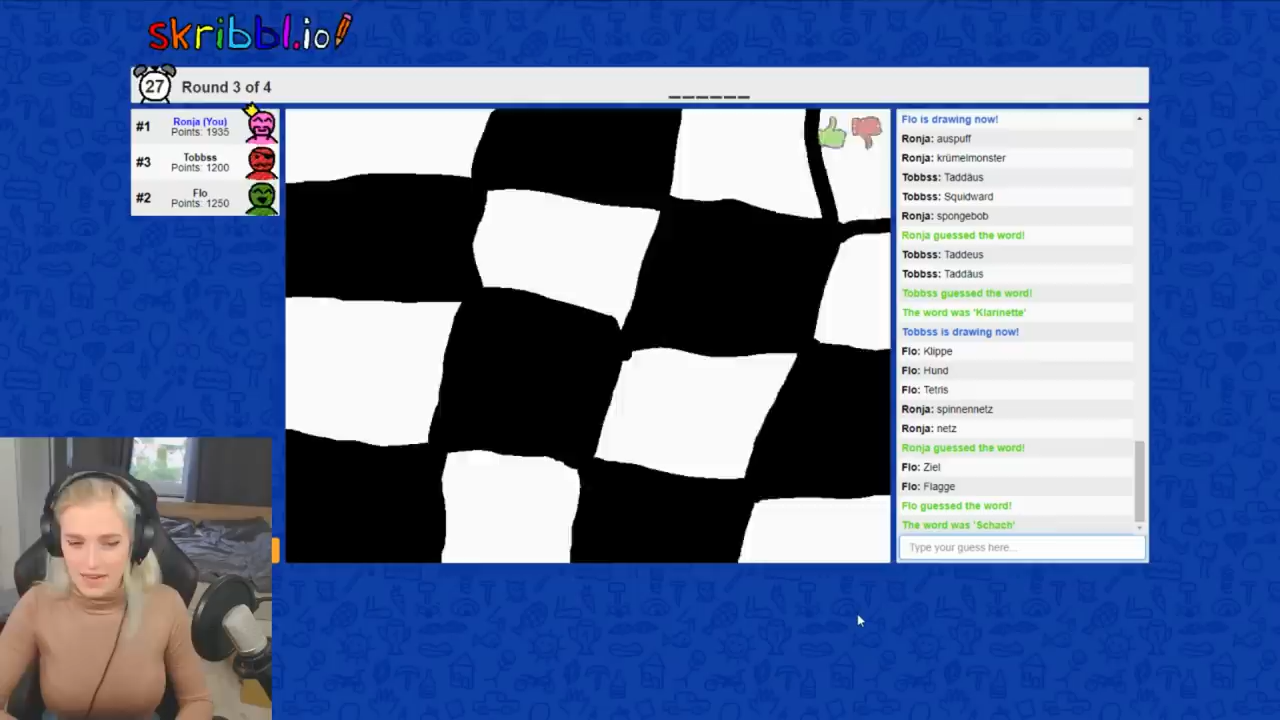 skribbl.io
27
Round 3 of 4
______
#1
Ronja (You)
Points: 1935
#3
Tobbss
Points: 1200
#2
Flo
Points: 1250
Flo is drawing now!
Ronja: auspuff
Ronja: krümelmonster
Tobbss: Taddäus
Tobbss: Squidward
Ronja: spongebob
Ronja guessed the word!
Tobbss: Taddeus
Tobbss: Taddäus
Tobbss guessed the word!
The word was 'Klarinette'
Tobbss is drawing now!
Flo: Klippe
Flo: Hund
Flo: Tetris
Ronja: spinnennetz
Ronja: netz
Ronja guessed the word!
Flo: Ziel
Flo: Flagge
Flo guessed the word!
The word was 'Schach'
Type your guess here...